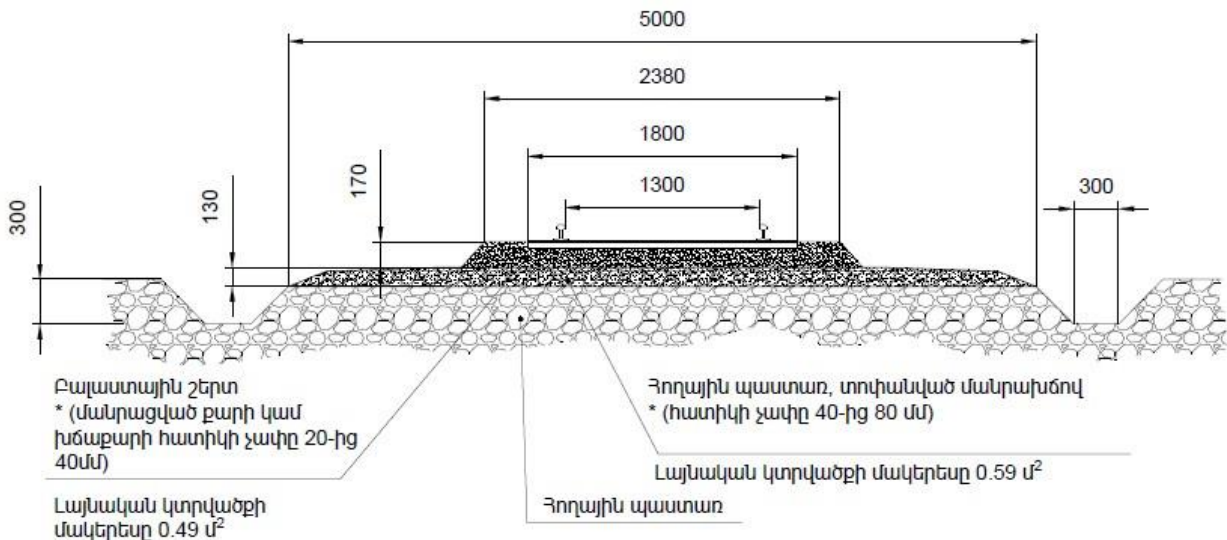 5000
2380
1800
1300
300
170
130
300
Բալաստային շերտ
* (մանրացված քարի կամ
խճաքարի հատիկի չափը 20-ից
40մմ)
Լայնական կտրվածքի
մակերեսը 0.49 մ²
Հողային պաստառ, տոփանված մանրախճով
* (հատիկի չափը 40-ից 80 մմ)
Լայնական կտրվածքի մակերեսը 0.59 մ²
Հողային պաստառ